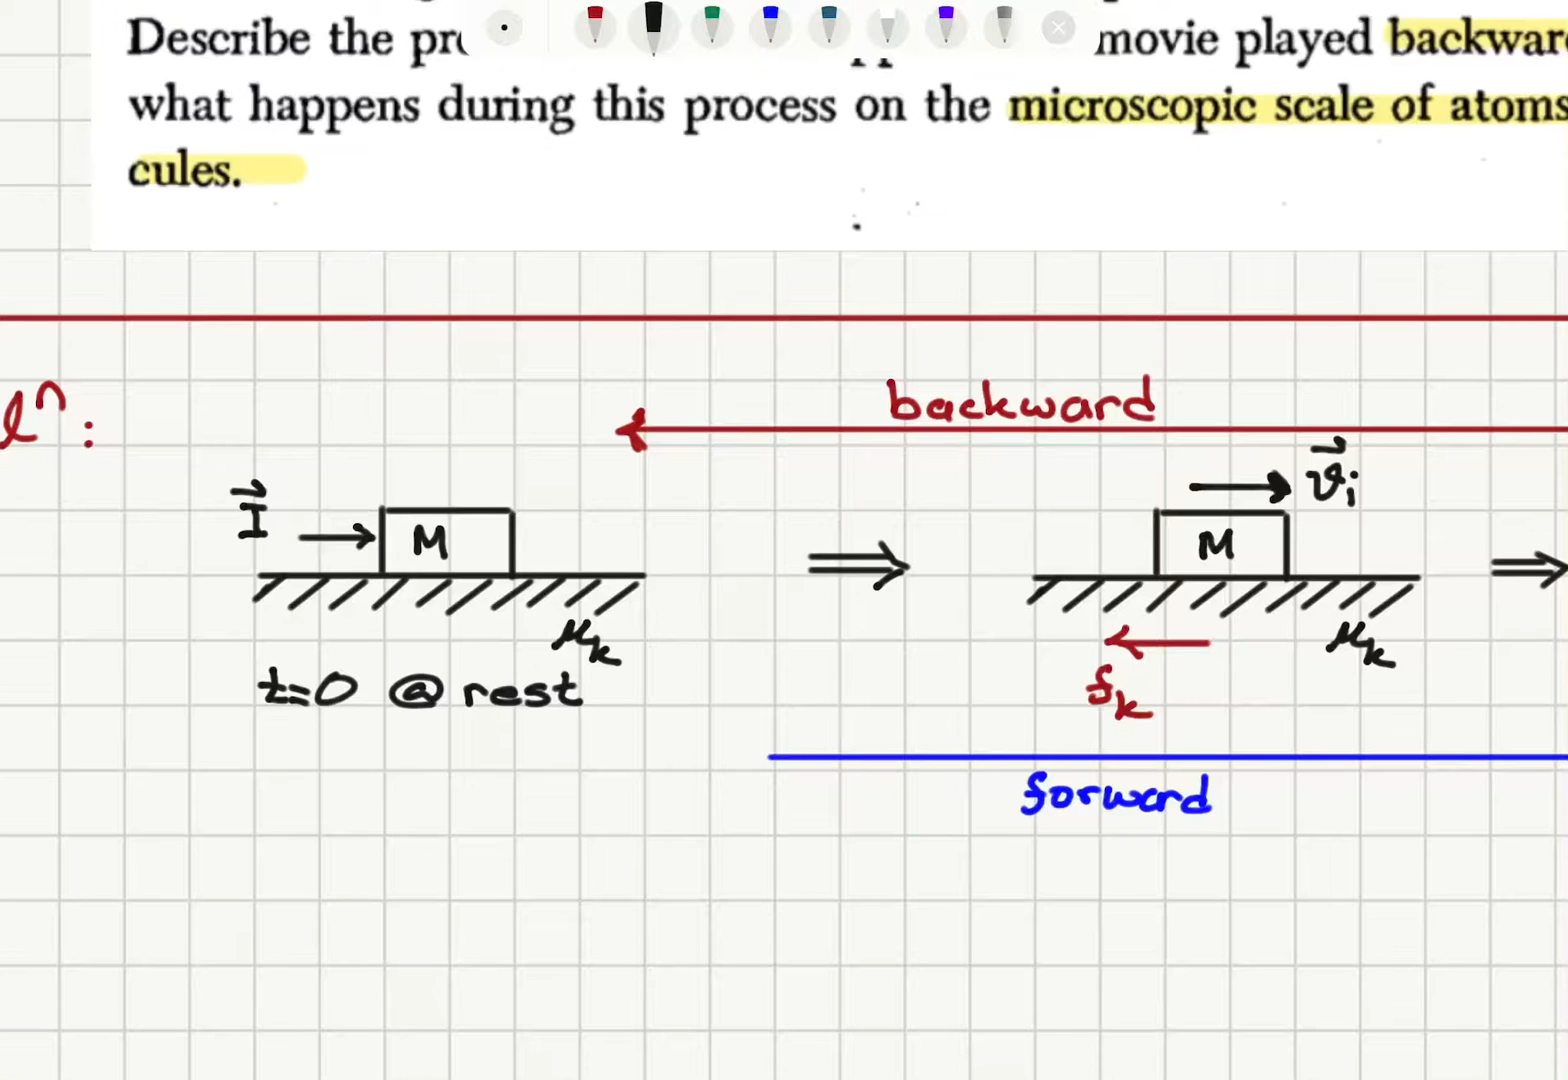 Describe the movie played backwar
what happens during this process on the microscopic scale of atoms
cules.
backward
I M
v⃗ᵢ
M
μk
t=0 @ rest
fk
μk
forward